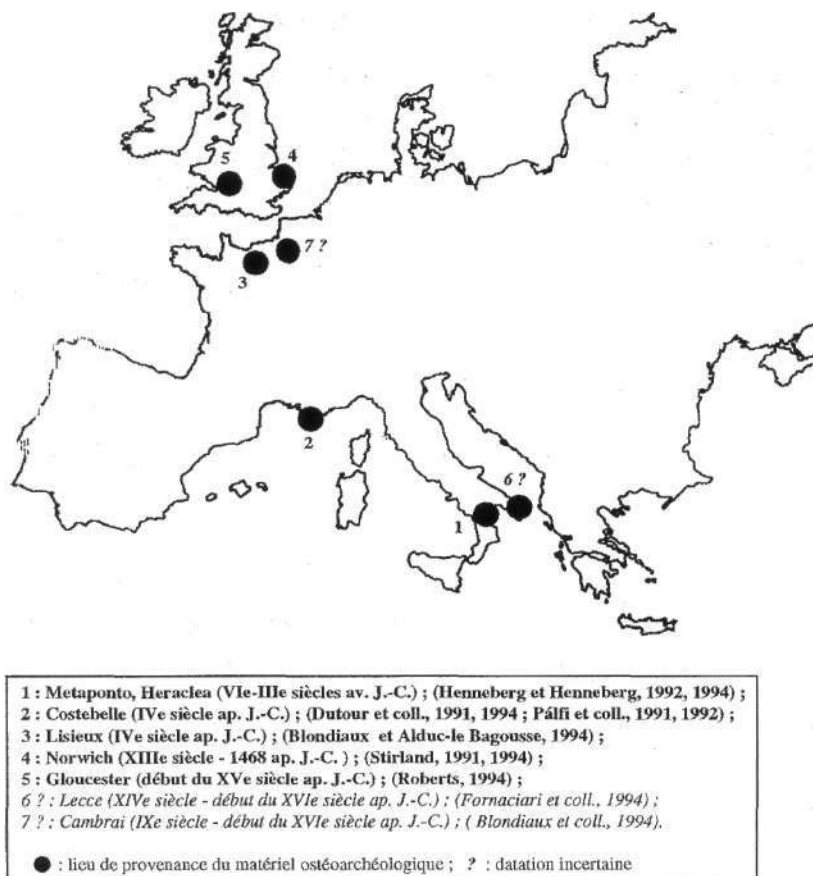 5
4
7 ?
3
2
6 ?
1
1 : Metaponto, Heraclea (VIe-IIIe siècles av. J.-C.) ; (Henneberg et Henneberg, 1992, 1994) ;
2 : Costebelle (IVe siècle ap. J.-C.) ; (Dutour et coll., 1991, 1994 ; Pálfi et coll., 1991, 1992) ;
3 : Lisieux (IVe siècle ap. J.-C.) ; (Blondiaux et Alduc-le Bagousse, 1994) ;
4 : Norwich (XIIIe siècle - 1468 ap. J.-C. ) ; (Stirland, 1991, 1994) ;
5 : Gloucester (début du XVe siècle ap. J.-C.) ; (Roberts, 1994) ;
6 ? : Lecce (XIVe siècle - début du XVIe siècle ap. J.-C.) ; (Fornaciari et coll., 1994) ;
7 ? : Cambrai (IXe siècle - début du XVIe siècle ap. J.-C.) ; ( Blondiaux et coll., 1994).
● : lieu de provenance du matériel ostéoarchéologique ; ? : datation incertaine